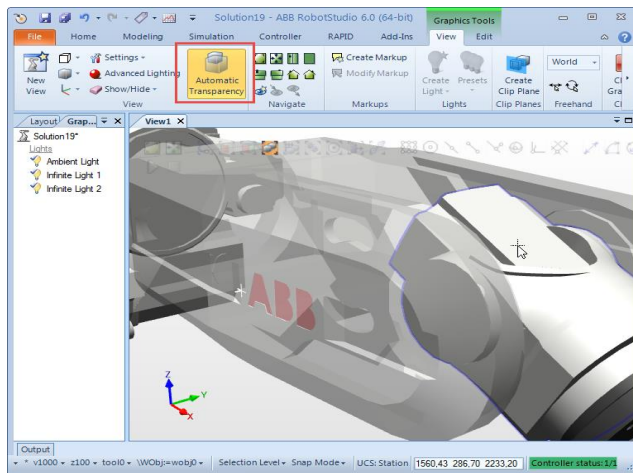 Solution19 - ABB RobotStudio 6.0 (64-bit)
Graphics Tools
File Home Modeling Simulation Controller RAPID Add-Ins View Edit
New View
Settings
Advanced Lighting
Show/Hide
View
Automatic Transparency
Navigate
Create Markup
Modify Markup
Markups
Create Light
Presets
Lights
Create Clip Plane
Clip Planes
World
Freehand
Layout Grap...
View1
Solution19*
Lights
Ambient Light
Infinite Light 1
Infinite Light 2
ABB
Z
Y
X
Output
* v1000 z100 tool0 \WObj:=wobj0 Selection Level Snap Mode UCS: Station 1560,43 286,70 2233,20 Controller status:1/1